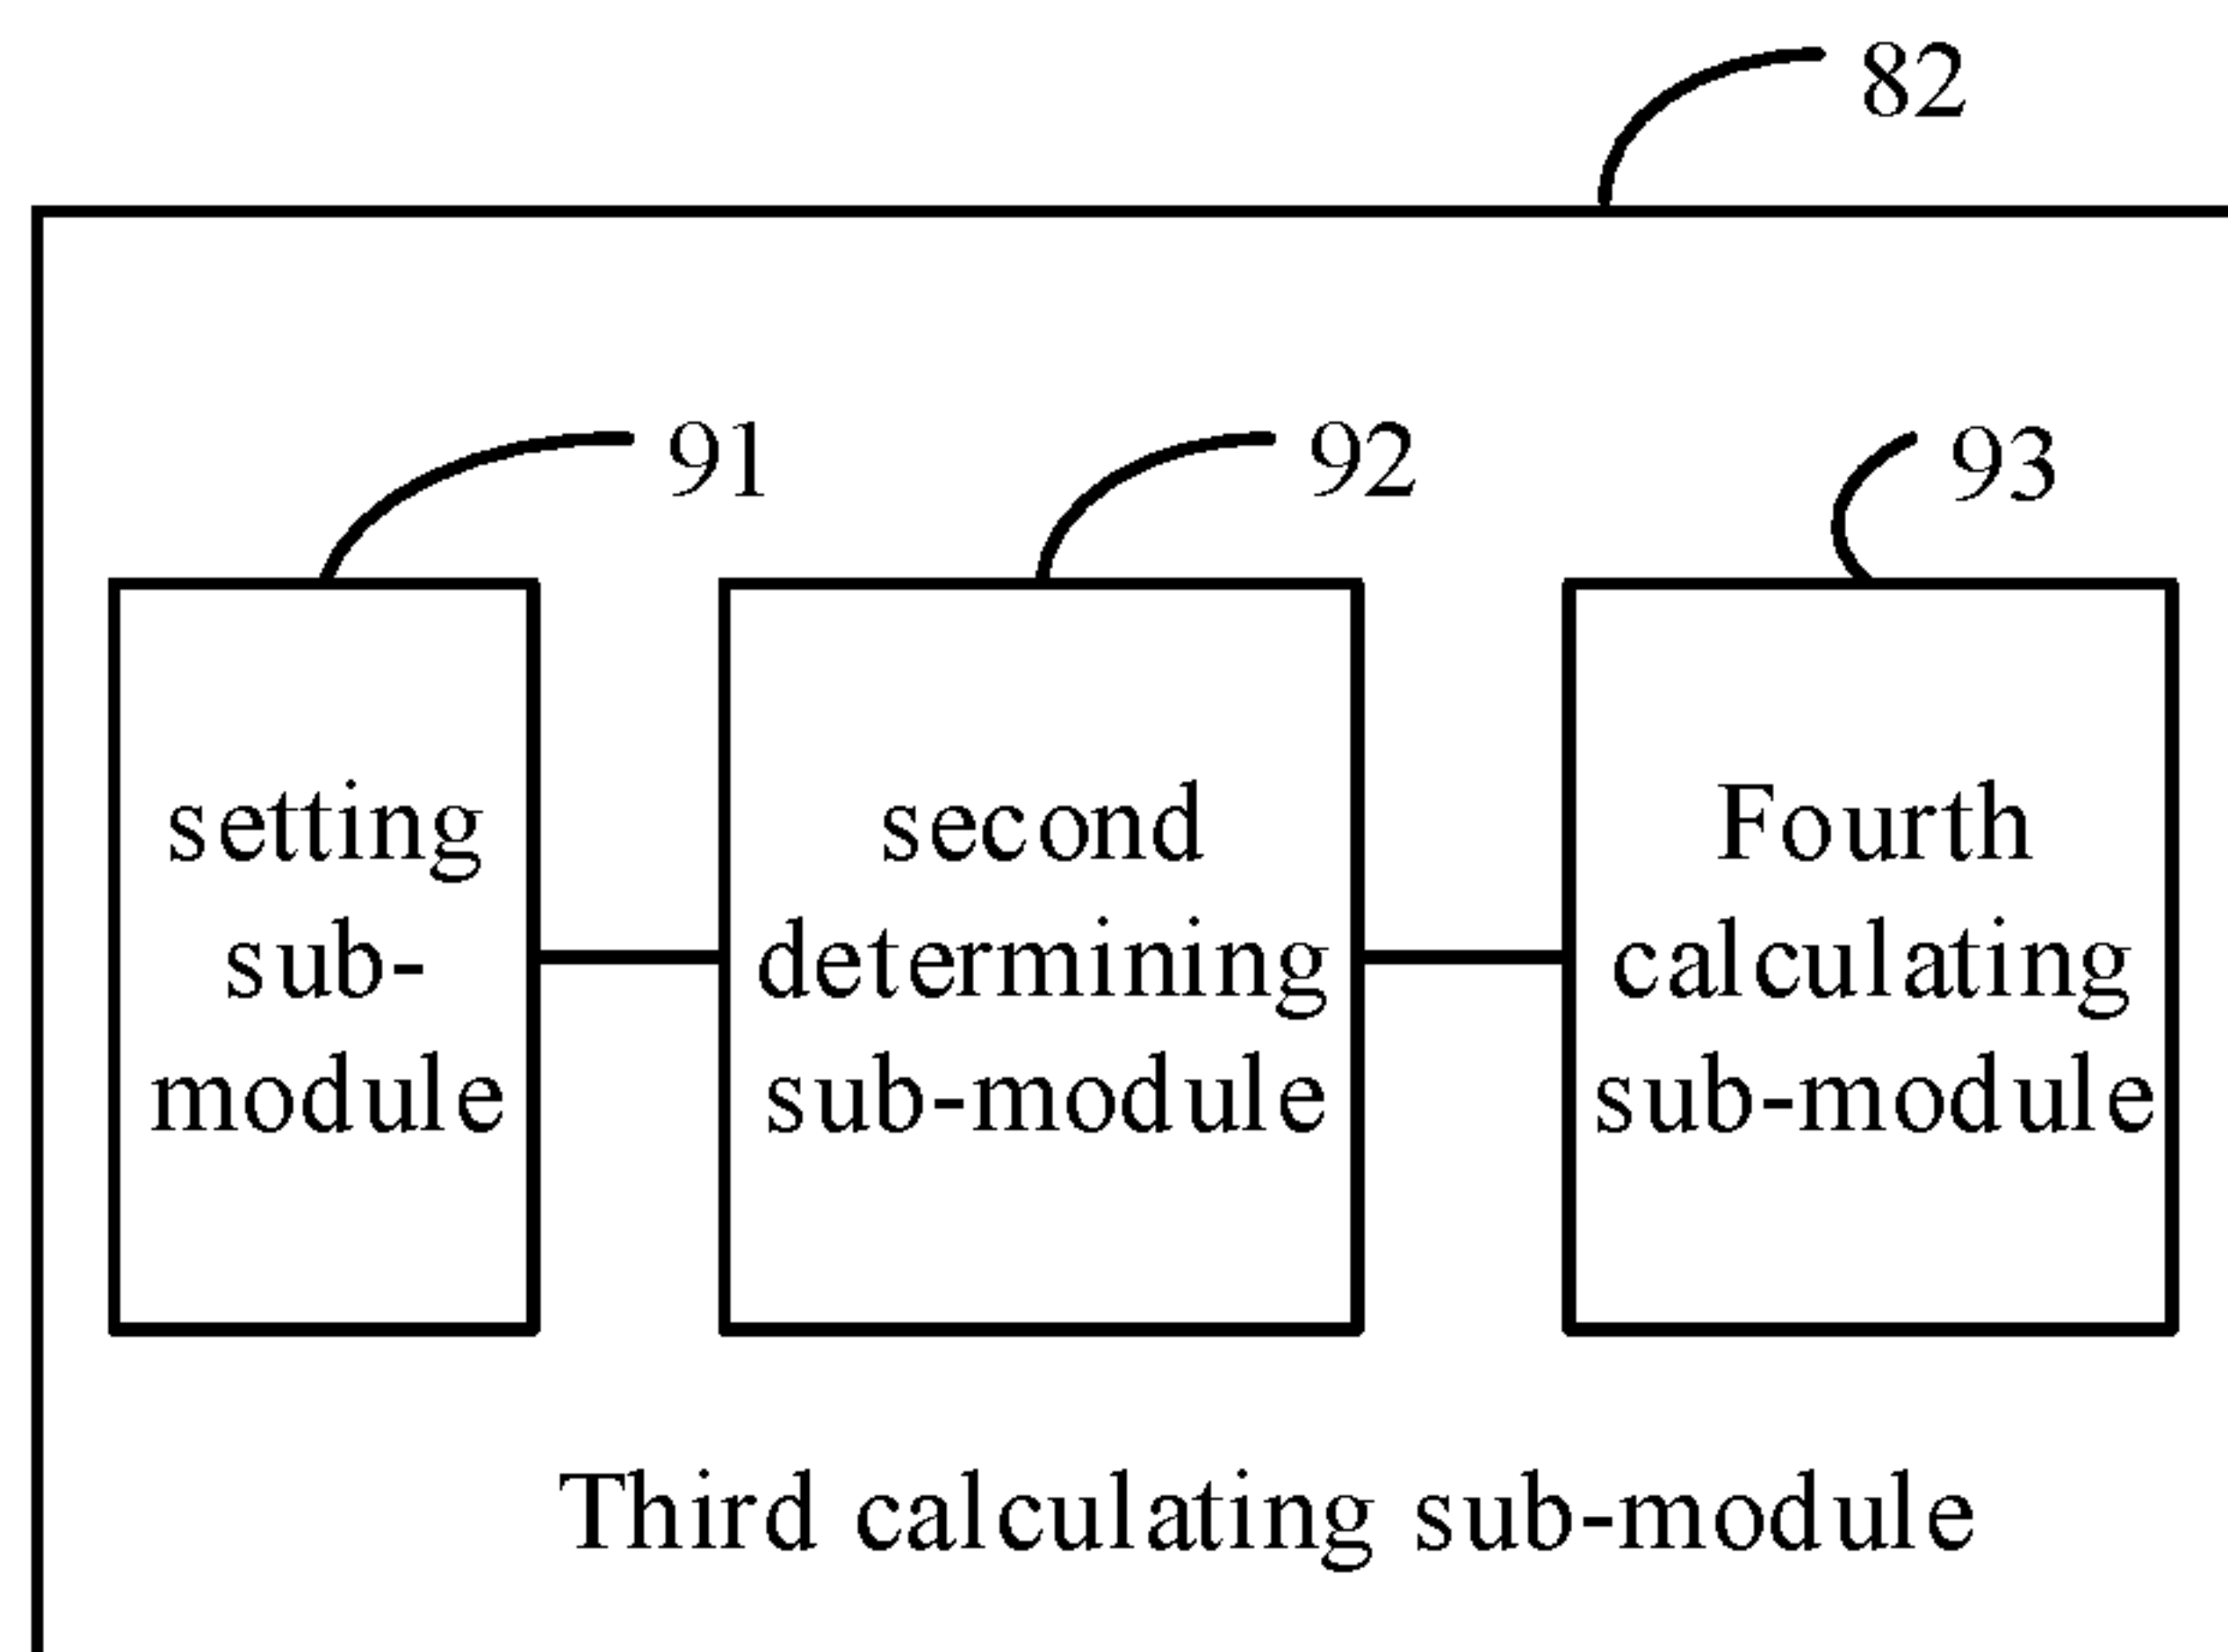 82
91
92
93
setting
sub-
module
second
determining
sub-module
Fourth
calculating
sub-module
Third calculating sub-module